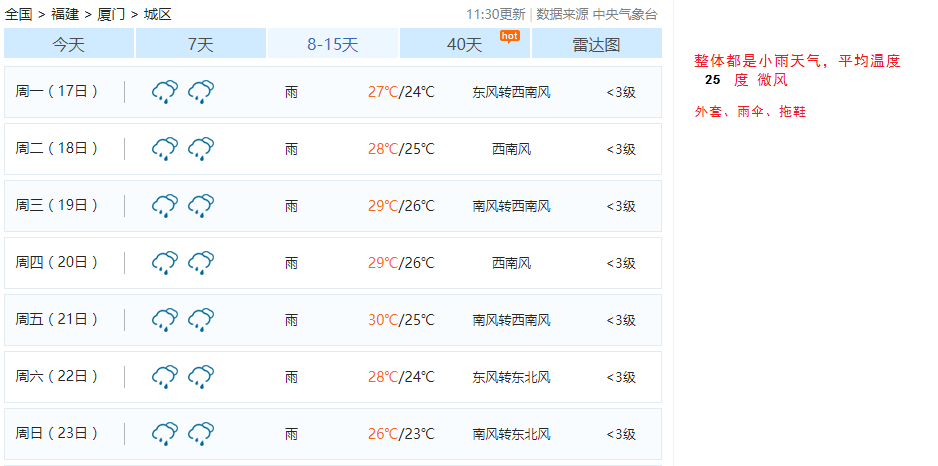 全国 > 福建 > 厦门 > 城区
11:30更新 | 数据来源 中央气象台
今天 7天 8-15天 40天 hot 雷达图
周一（17日） 雨 27℃/24℃ 东风转西南风 <3级
周二（18日） 雨 28℃/25℃ 西南风 <3级
周三（19日） 雨 29℃/26℃ 南风转西南风 <3级
周四（20日） 雨 29℃/26℃ 西南风 <3级
周五（21日） 雨 30℃/25℃ 南风转西南风 <3级
周六（22日） 雨 28℃/24℃ 东风转东北风 <3级
周日（23日） 雨 26℃/23℃ 南风转东北风 <3级
整体都是小雨天气，平均温度
25 度 微风
外套、雨伞、拖鞋